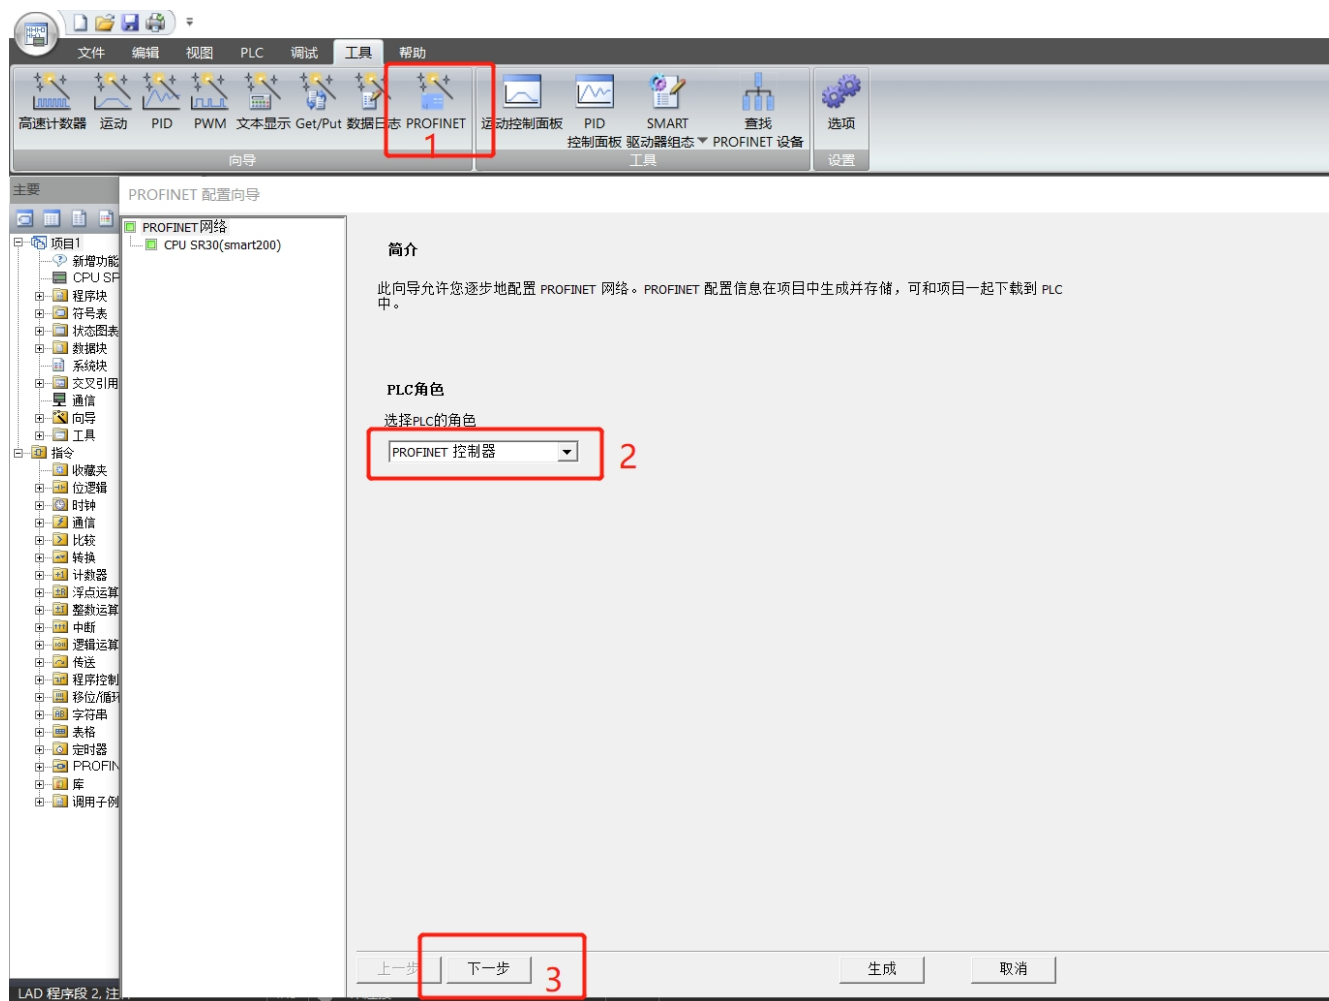 文件 编辑 视图 PLC 调试 工具 帮助
高速计数器 运动 PID PWM 文本显示 Get/Put 数据日志 PROFINET 运动控制面板 PID SMART 查找 选项
1 控制面板 驱动器组态 PROFINET 设备
向导 工具 设置
主要
PROFINET 配置向导
PROFINET网络
CPU SR30(smart200)
项目1
新增功能
CPU SP
程序块
符号表
状态图表
数据块
系统块
交叉引用
通信
向导
工具
指令
收藏夹
位逻辑
时钟
通信
比较
转换
计数器
浮点运算
整数运算
中断
逻辑运算
传送
程序控制
移位/循环
字符串
表格
定时器
PROFIN
库
调用子例
简介
此向导允许您逐步地配置 PROFINET 网络。PROFINET 配置信息在项目中生成并存储，可和项目一起下载到 PLC
中。
PLC角色
选择PLC的角色
PROFINET 控制器 2
上一步 下一步 3 生成 取消
LAD 程序段 2, 注